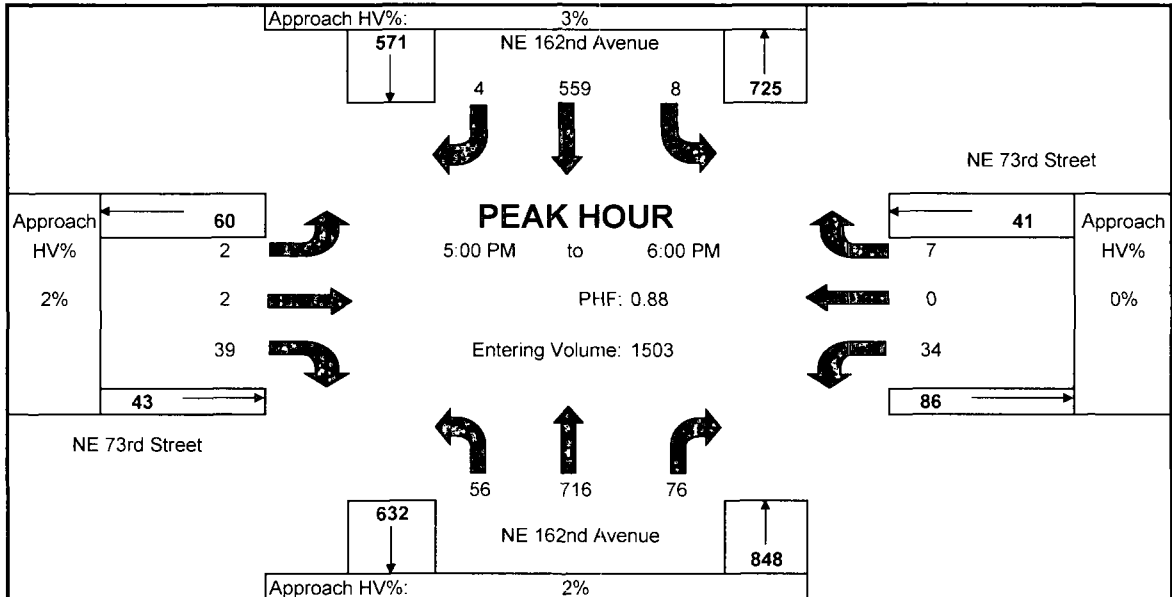 Approach HV%: 3%
571 NE 162nd Avenue
4 559 8 725
NE 73rd Street
Approach 60 PEAK HOUR 41 Approach
HV% 2 5:00 PM to 6:00 PM 7 HV%
2% 2 PHF: 0.88 0 0%
39 Entering Volume: 1503 34
43 86
NE 73rd Street
56 716 76
632 NE 162nd Avenue
848
Approach HV%: 2%